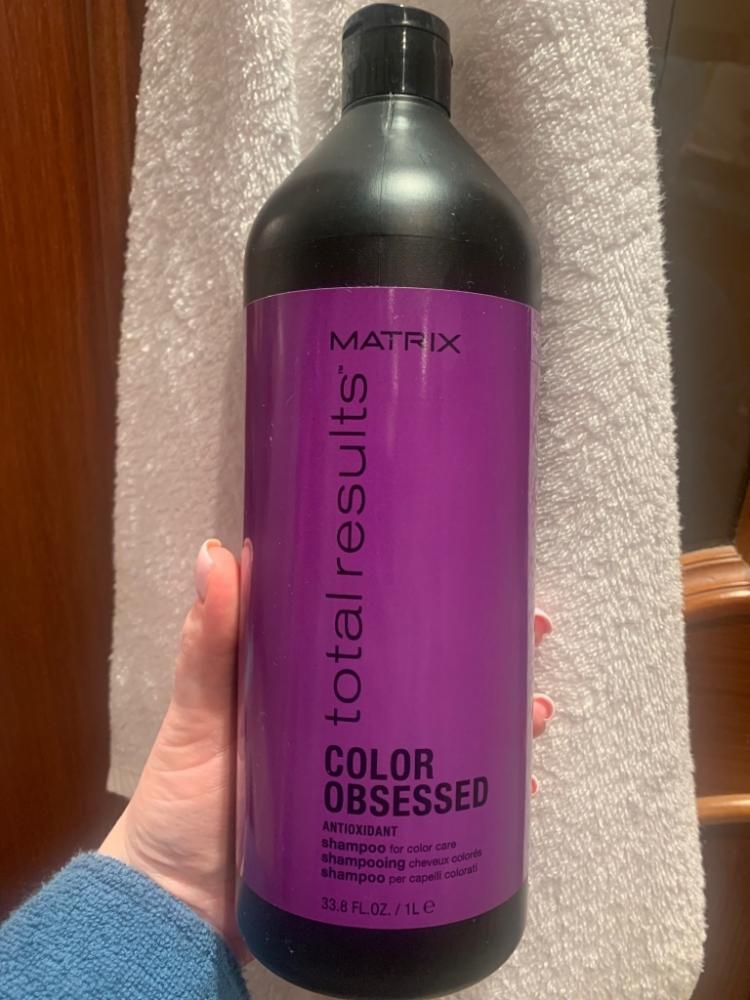 MATRIX
total results™
COLOR
OBSESSED
ANTIOXIDANT
shampoo for color care
shampooing cheveux colorés
shampoo per capelli colorati
33.8 FL.OZ. / 1L ℮